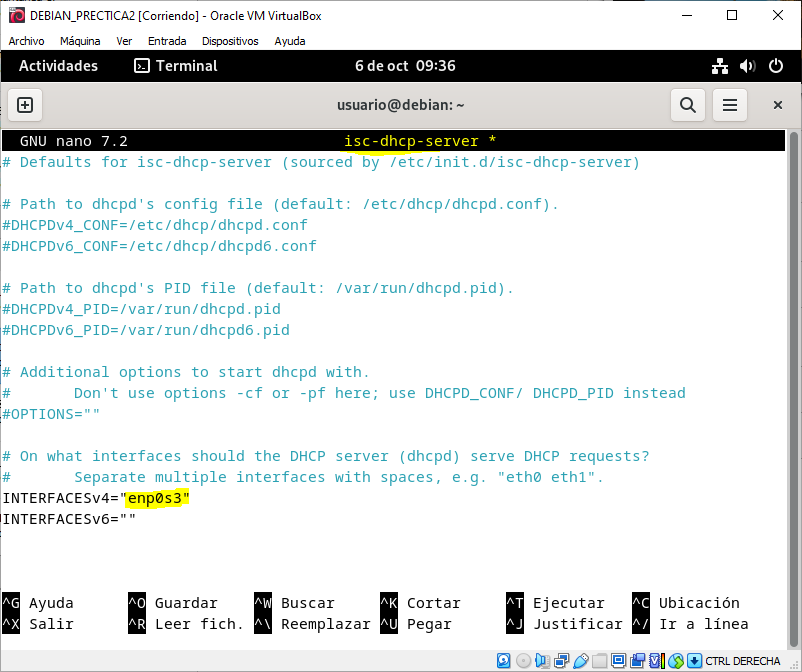 DEBIAN_PRECTICA2 [Corriendo] - Oracle VM VirtualBox
Archivo Máquina Ver Entrada Dispositivos Ayuda
Actividades Terminal 6 de oct 09:36
usuario@debian: ~
GNU nano 7.2 isc-dhcp-server *
# Defaults for isc-dhcp-server (sourced by /etc/init.d/isc-dhcp-server)
# Path to dhcpd's config file (default: /etc/dhcp/dhcpd.conf).
#DHCPDv4_CONF=/etc/dhcp/dhcpd.conf
#DHCPDv6_CONF=/etc/dhcp/dhcpd6.conf
# Path to dhcpd's PID file (default: /var/run/dhcpd.pid).
#DHCPDv4_PID=/var/run/dhcpd.pid
#DHCPDv6_PID=/var/run/dhcpd6.pid
# Additional options to start dhcpd with.
#       Don't use options -cf or -pf here; use DHCPD_CONF/ DHCPD_PID instead
#OPTIONS=""
# On what interfaces should the DHCP server (dhcpd) serve DHCP requests?
#       Separate multiple interfaces with spaces, e.g. "eth0 eth1".
INTERFACESv4="enp0s3"
INTERFACESv6=""
^G Ayuda ^O Guardar ^W Buscar ^K Cortar ^T Ejecutar ^C Ubicación
^X Salir ^R Leer fich. ^\ Reemplazar ^U Pegar ^J Justificar ^/ Ir a línea
CTRL DERECHA